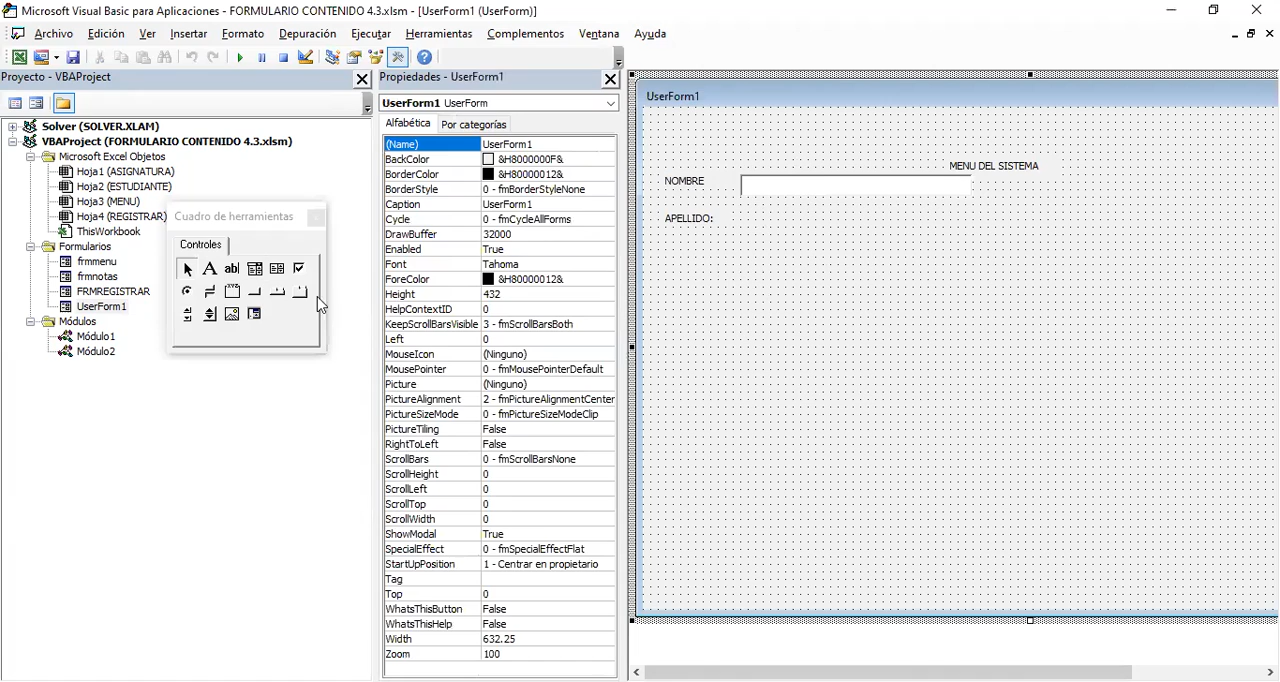 Microsoft Visual Basic para Aplicaciones - FORMULARIO CONTENIDO 4.3.xlsm - [UserForm1 (UserForm)]
Archivo Edición Ver Insertar Formato Depuración Ejecutar Herramientas Complementos Ventana Ayuda
Proyecto - VBAProject
Solver (SOLVER.XLAM)
VBAProject (FORMULARIO CONTENIDO 4.3.xlsm)
Microsoft Excel Objetos
Hoja1 (ASIGNATURA)
Hoja2 (ESTUDIANTE)
Hoja3 (MENU)
Hoja4 (REGISTRAR)
ThisWorkbook
Formularios
frmmenu
frmnotas
FRMREGISTRAR
UserForm1
Módulos
Módulo1
Módulo2
Cuadro de herramientas
Controles
A ab|
Propiedades - UserForm1
UserForm1 UserForm
Alfabética Por categorías
(Name) UserForm1
BackColor &H8000000F&
BorderColor &H80000012&
BorderStyle 0 - fmBorderStyleNone
Caption UserForm1
Cycle 0 - fmCycleAllForms
DrawBuffer 32000
Enabled True
Font Tahoma
ForeColor &H80000012&
Height 432
HelpContextID 0
KeepScrollBarsVisible 3 - fmScrollBarsBoth
Left 0
MouseIcon (Ninguno)
MousePointer 0 - fmMousePointerDefault
Picture (Ninguno)
PictureAlignment 2 - fmPictureAlignmentCenter
PictureSizeMode 0 - fmPictureSizeModeClip
PictureTiling False
RightToLeft False
ScrollBars 0 - fmScrollBarsNone
ScrollHeight 0
ScrollLeft 0
ScrollTop 0
ScrollWidth 0
ShowModal True
SpecialEffect 0 - fmSpecialEffectFlat
StartUpPosition 1 - Centrar en propietario
Tag
Top 0
WhatsThisButton False
WhatsThisHelp False
Width 632.25
Zoom 100
UserForm1
MENU DEL SISTEMA
NOMBRE
APELLIDO: